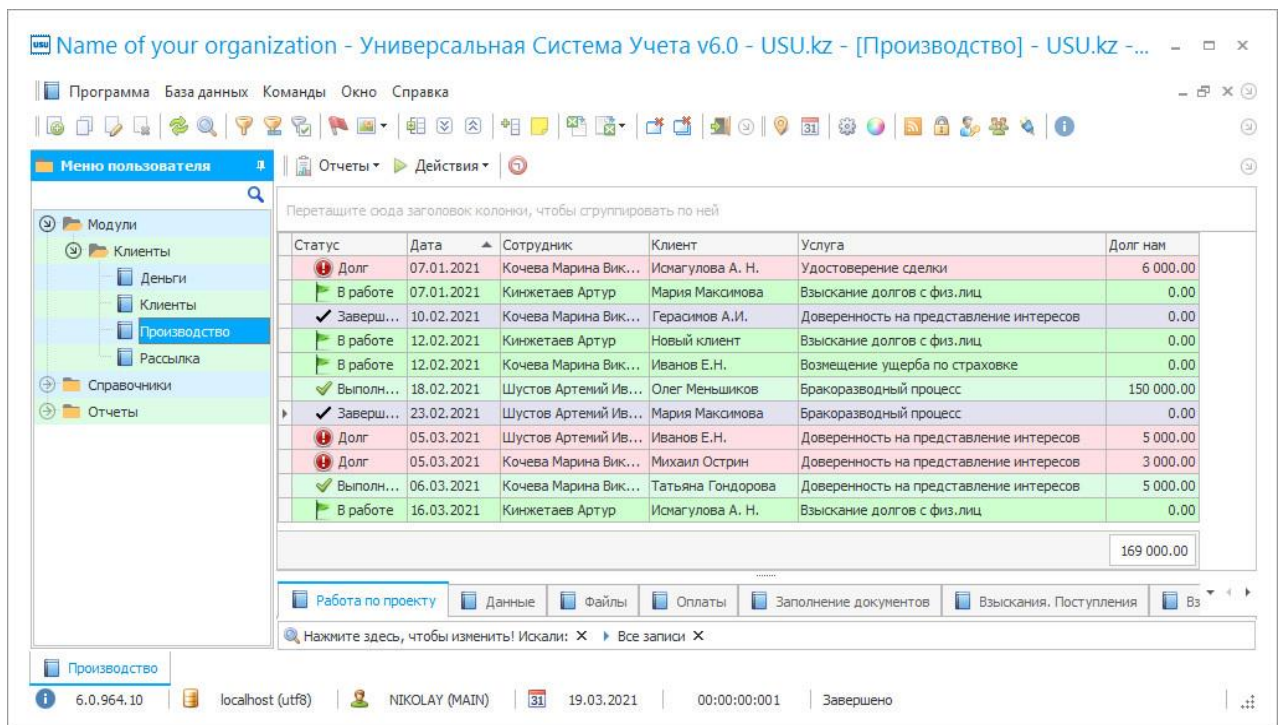 USU Name of your organization - Универсальная Система Учета v6.0 - USU.kz - [Производство] - USU.kz -...
Программа База данных Команды Окно Справка
31
Меню пользователя
Отчеты Действия
Перетащите сюда заголовок колонки, чтобы сгруппировать по ней
Модули
Клиенты
Деньги
Клиенты
Производство
Рассылка
Справочники
Отчеты
Статус Дата Сотрудник Клиент Услуга Долг нам
Долг 07.01.2021 Кочева Марина Вик... Исмагулова А. Н. Удостоверение сделки 6 000.00
В работе 07.01.2021 Кинжетаев Артур Мария Максимова Взыскание долгов с физ.лиц 0.00
Заверш... 10.02.2021 Кочева Марина Вик... Герасимов А.И. Доверенность на представление интересов 0.00
В работе 12.02.2021 Кинжетаев Артур Новый клиент Взыскание долгов с физ.лиц 0.00
В работе 12.02.2021 Кочева Марина Вик... Иванов Е.Н. Возмещение ущерба по страховке 0.00
Выполн... 18.02.2021 Шустов Артемий Ив... Олег Меньшиков Бракоразводный процесс 150 000.00
Заверш... 23.02.2021 Шустов Артемий Ив... Мария Максимова Бракоразводный процесс 0.00
Долг 05.03.2021 Шустов Артемий Ив... Иванов Е.Н. Доверенность на представление интересов 5 000.00
Долг 05.03.2021 Кочева Марина Вик... Михаил Острин Доверенность на представление интересов 3 000.00
Выполн... 06.03.2021 Кочева Марина Вик... Татьяна Гондорова Доверенность на представление интересов 5 000.00
В работе 16.03.2021 Кинжетаев Артур Исмагулова А. Н. Взыскание долгов с физ.лиц 0.00
169 000.00
Работа по проекту Данные Файлы Оплаты Заполнение документов Взыскания. Поступления Вз
Нажмите здесь, чтобы изменить! Искали: Все записи
Производство
6.0.964.10 localhost (utf8) NIKOLAY (MAIN) 31 19.03.2021 00:00:00:001 Завершено